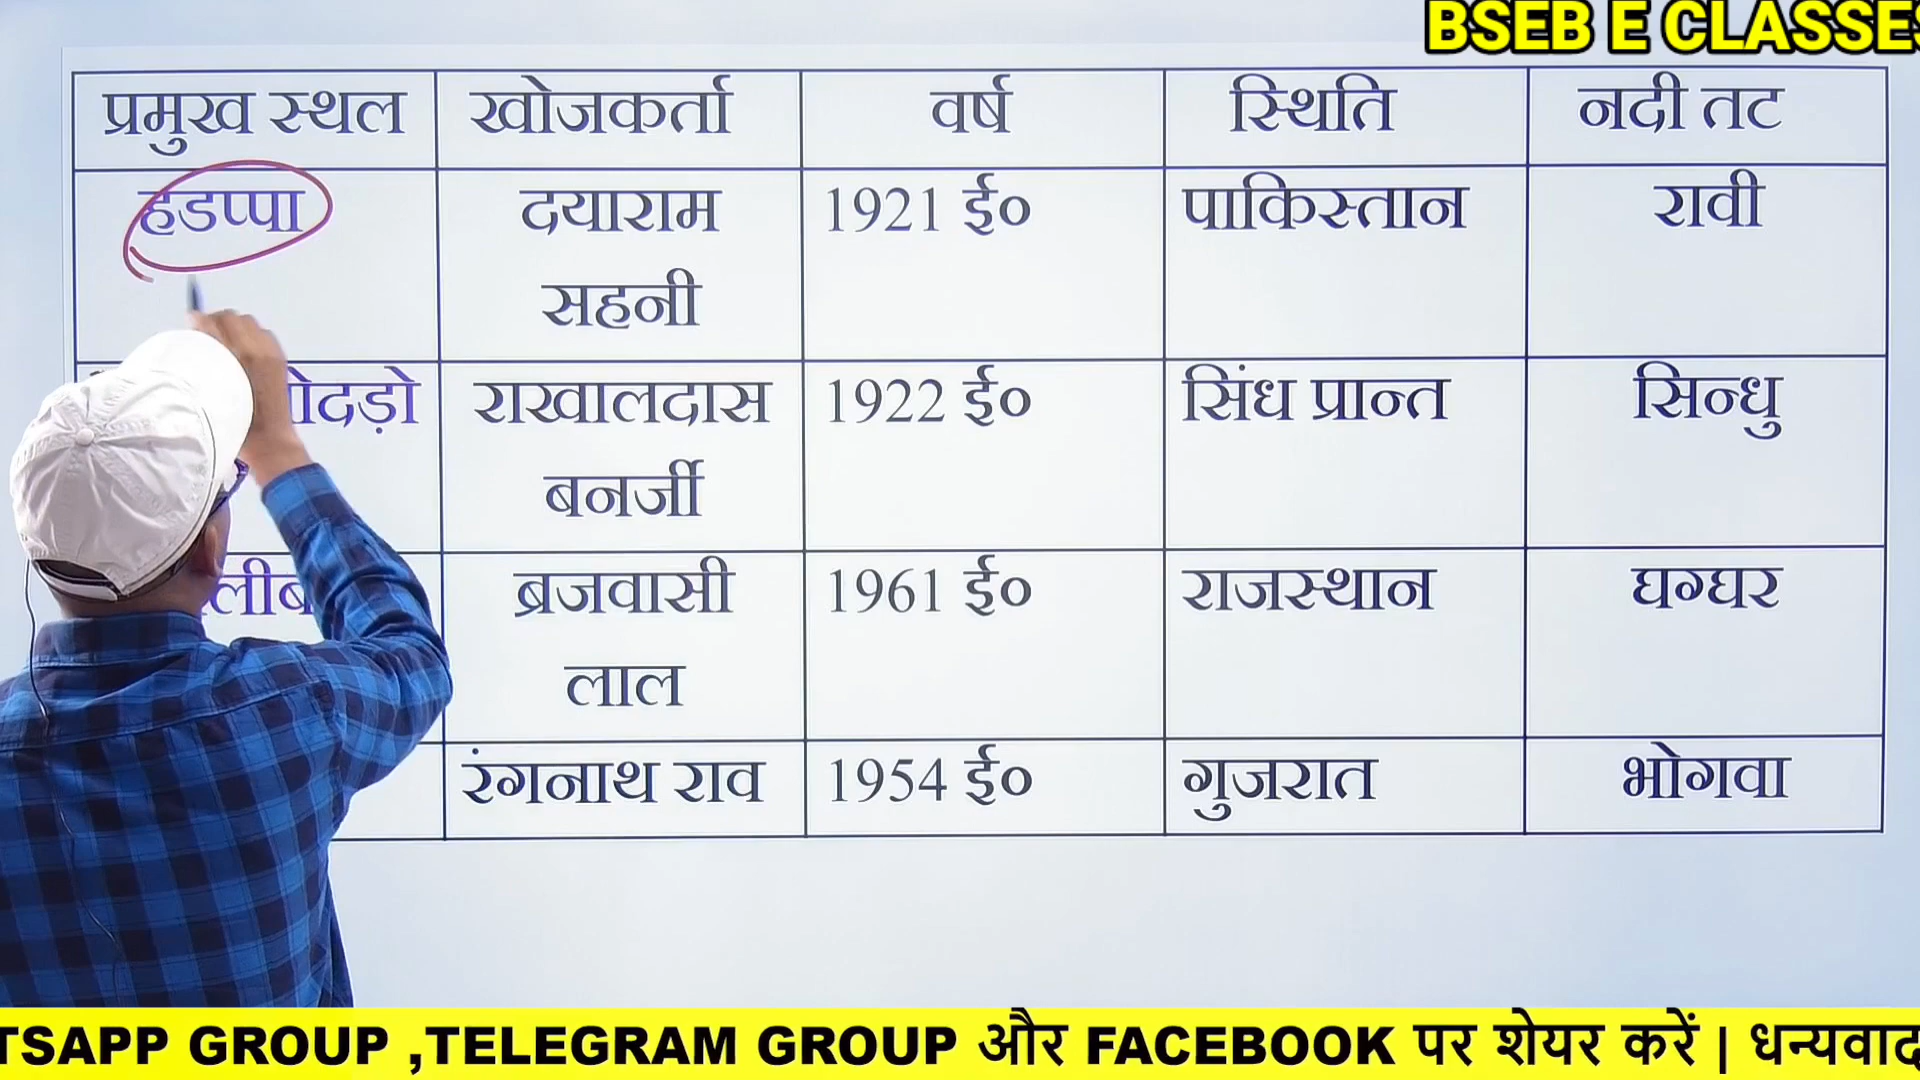 BSEB E CLASSES
प्रमुख स्थल खोजकर्ता वर्ष स्थिति नदी तट
हडप्पा दयाराम 1921 ई० पाकिस्तान रावी
सहनी
ोदड़ो राखालदास 1922 ई० सिंध प्रान्त सिन्धु
बनर्जी
लीब ब्रजवासी 1961 ई० राजस्थान घग्घर
लाल
रंगनाथ राव 1954 ई० गुजरात भोगवा
TSAPP GROUP ,TELEGRAM GROUP और FACEBOOK पर शेयर करें | धन्यवाद